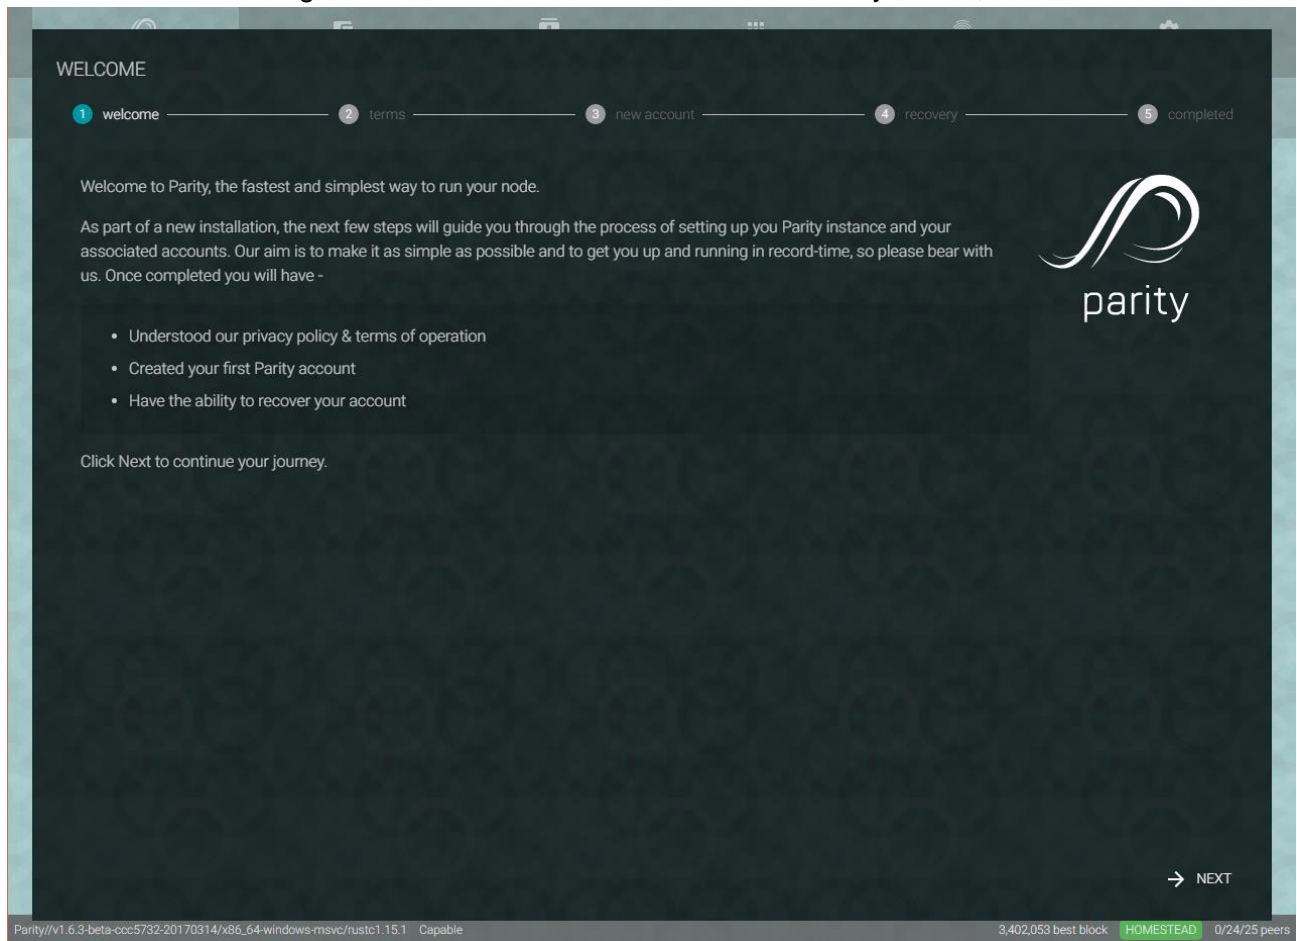 WELCOME
1 welcome 2 terms 3 new account 4 recovery 5 completed
Welcome to Parity, the fastest and simplest way to run your node.
As part of a new installation, the next few steps will guide you through the process of setting up you Parity instance and your
associated accounts. Our aim is to make it as simple as possible and to get you up and running in record-time, so please bear with
us. Once completed you will have -
parity
• Understood our privacy policy & terms of operation
• Created your first Parity account
• Have the ability to recover your account
Click Next to continue your journey.
→ NEXT
Parity//v1.6.3-beta-ccc5732-20170314/x86_64-windows-msvc/rustc1.15.1 Capable 3,402,053 best block HOMESTEAD 0/24/25 peers